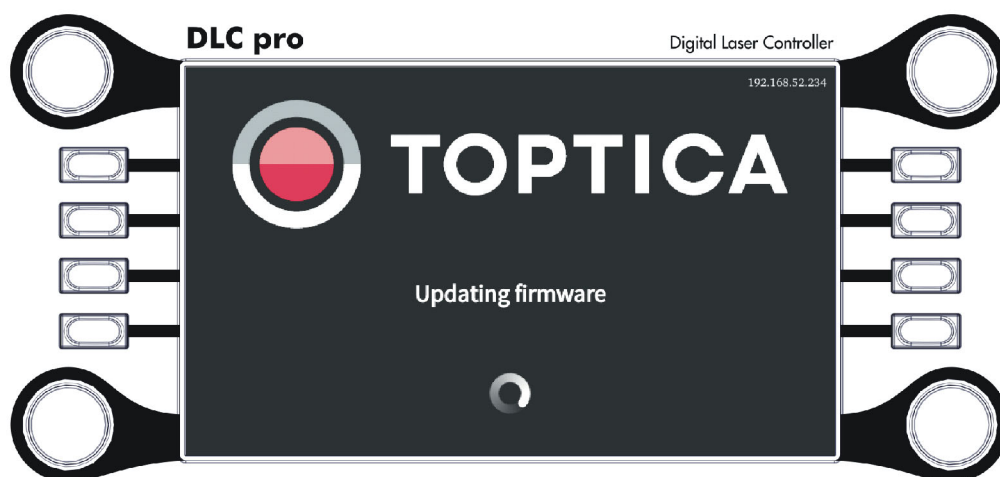 DLC pro
Digital Laser Controller
192.168.52.234
TOPTICA
Updating firmware